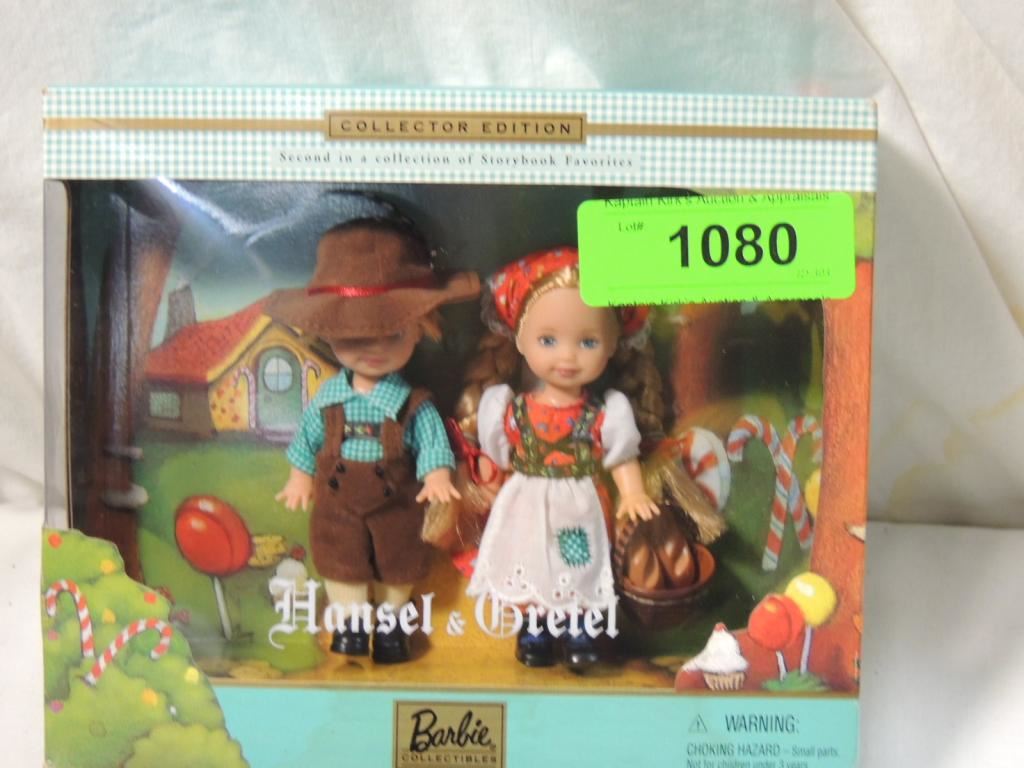 COLLECTOR EDITION
Second in a collection of Storybook Favorites
Kaptain Kirk's Auction & Appraisals
Lot# 1080
Hansel & Gretel
Barbie
COLLECTIBLES
WARNING:
CHOKING HAZARD – Small parts.
Not for children under 3 years.